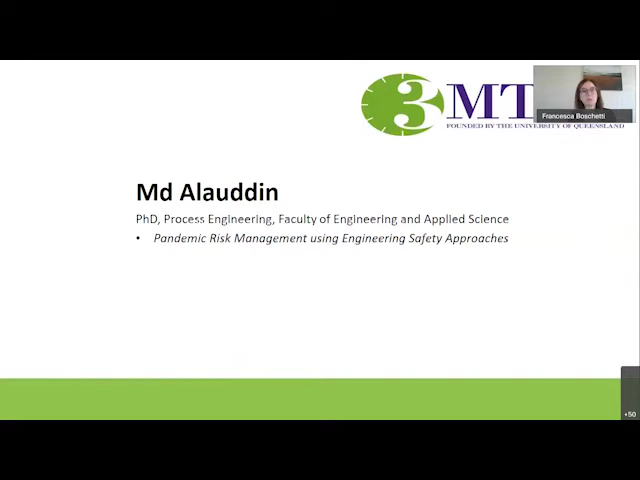 3MT
Francesca Boschetti
FOUNDED BY THE UNIVERSITY OF QUEENSLAND
Md Alauddin
PhD, Process Engineering, Faculty of Engineering and Applied Science
• Pandemic Risk Management using Engineering Safety Approaches
+50